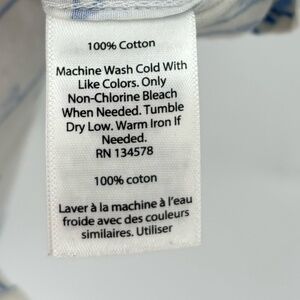 100% Cotton
Machine Wash Cold With
Like Colors. Only
Non-Chlorine Bleach
When Needed. Tumble
Dry Low. Warm Iron If
Needed.
RN 134578
100% coton
Laver à la machine à l'eau
froide avec des couleurs
similaires. Utiliser